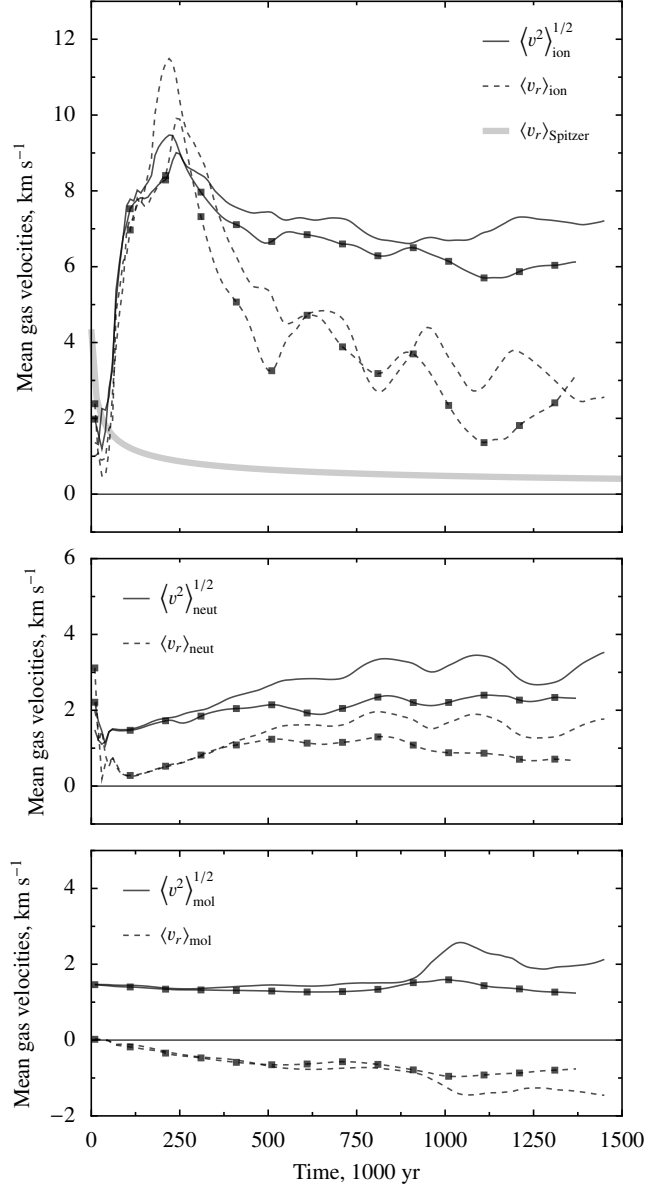 12
10
8
6
4
2
0
Mean gas velocities, km s⁻¹
⟨v²⟩^{1/2}_{ion}
⟨v_r⟩_{ion}
⟨v_r⟩_{Spitzer}
6
4
2
0
Mean gas velocities, km s⁻¹
⟨v²⟩^{1/2}_{neut}
⟨v_r⟩_{neut}
4
2
0
−2
Mean gas velocities, km s⁻¹
⟨v²⟩^{1/2}_{mol}
⟨v_r⟩_{mol}
0 250 500 750 1000 1250 1500
Time, 1000 yr